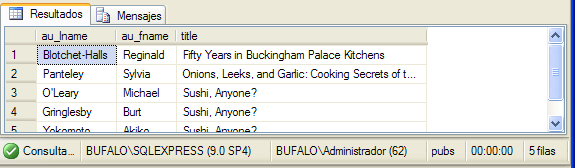 Resultados Mensajes
au_lname au_fname title
1 Blotchet-Halls Reginald Fifty Years in Buckingham Palace Kitchens
2 Panteley Sylvia Onions, Leeks, and Garlic: Cooking Secrets of t...
3 O'Leary Michael Sushi, Anyone?
4 Gringlesby Burt Sushi, Anyone?
5 Yokomoto Akiko Sushi, Anyone?
Consulta... BUFALO\SQLEXPRESS (9.0 SP4) BUFALO\Administrador (62) pubs 00:00:00 5 filas